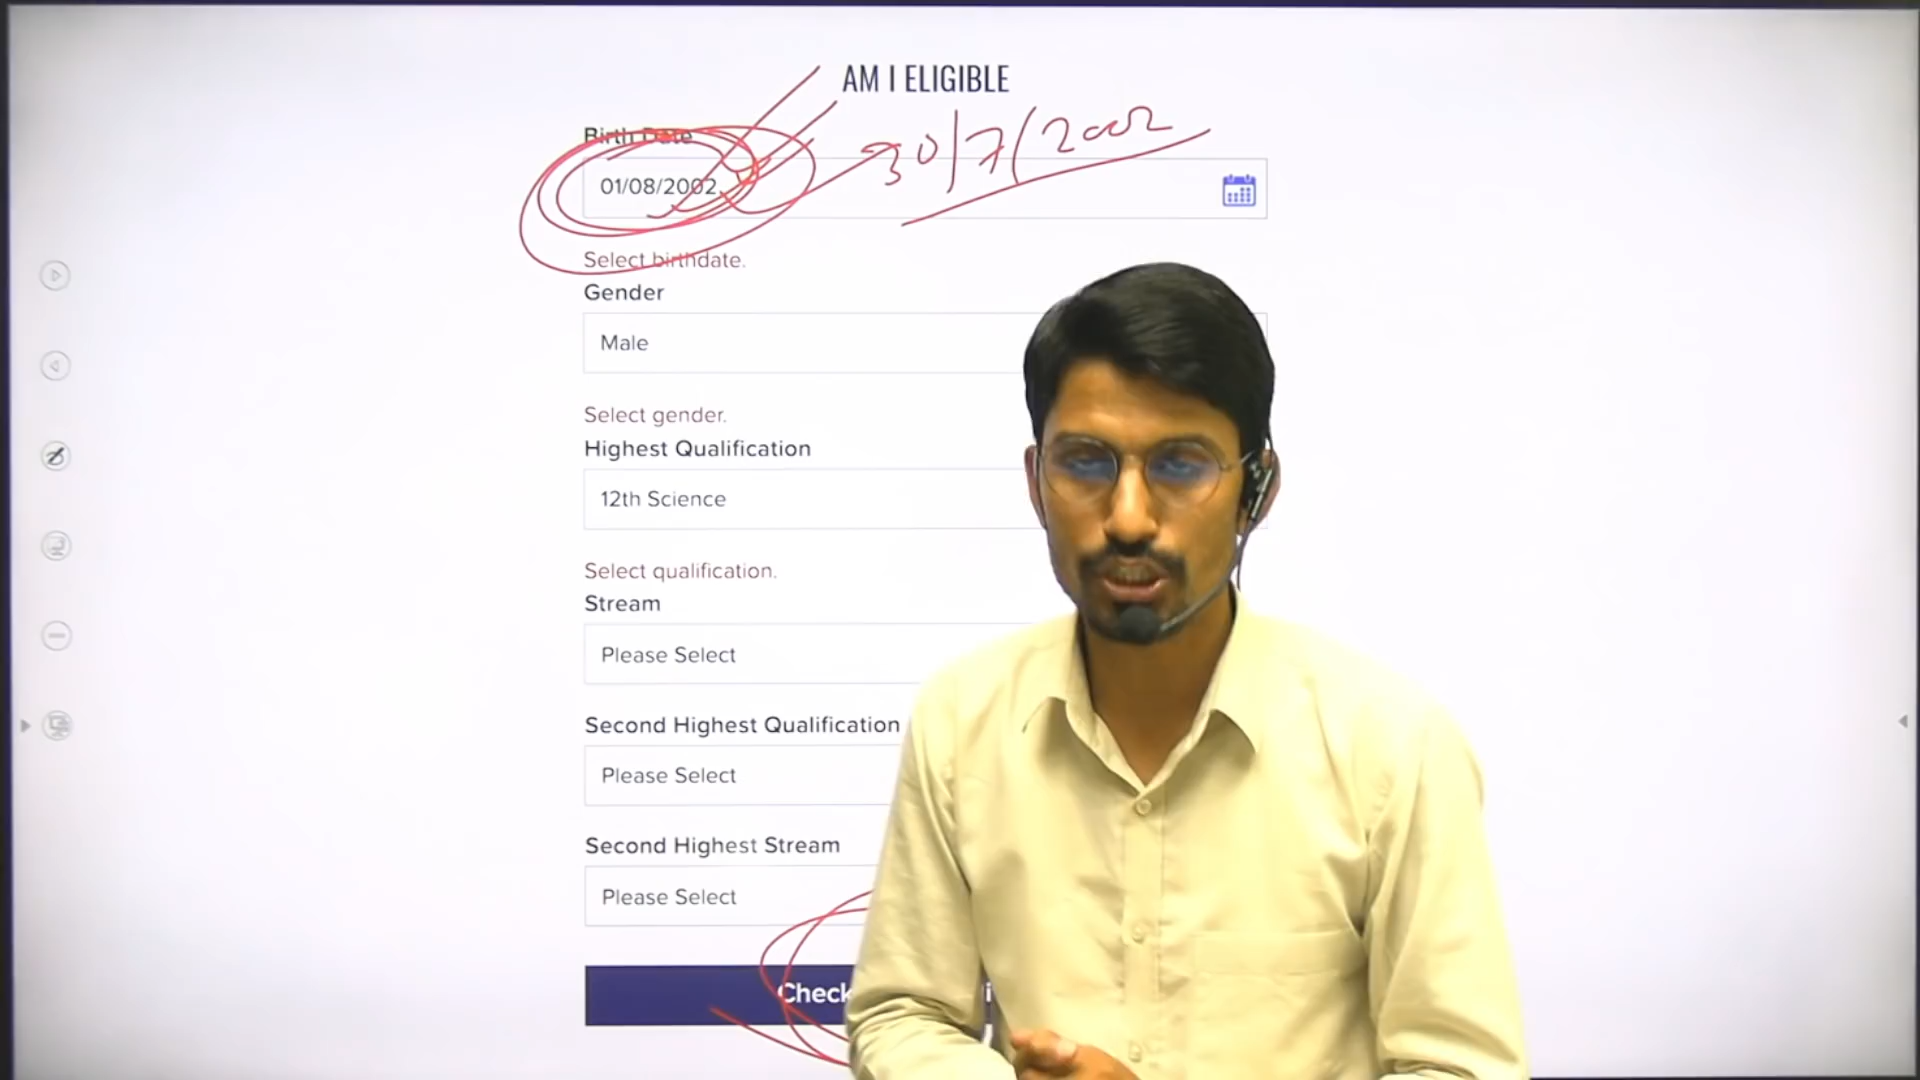 AM I ELIGIBLE
Birth Date
01/08/2002
30/7/2002
Select birthdate.
Gender
Male
Select gender.
Highest Qualification
12th Science
Select qualification.
Stream
Please Select
Second Highest Qualification
Please Select
Second Highest Stream
Please Select
Check